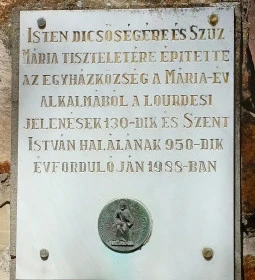 ISTEN DICSŐSÉGÉRE ÉS SZŰZ
MÁRIA TISZTELETÉRE ÉPÍTETTE
AZ EGYHÁZKÖZSÉG A MÁRIA-ÉV
ALKALMÁBÓL A LOURDESI
JELENÉSEK 130-DIK ÉS SZENT
ISTVÁN HALÁLÁNAK 950-DIK
ÉVFORDULÓJÁN 1988-BAN